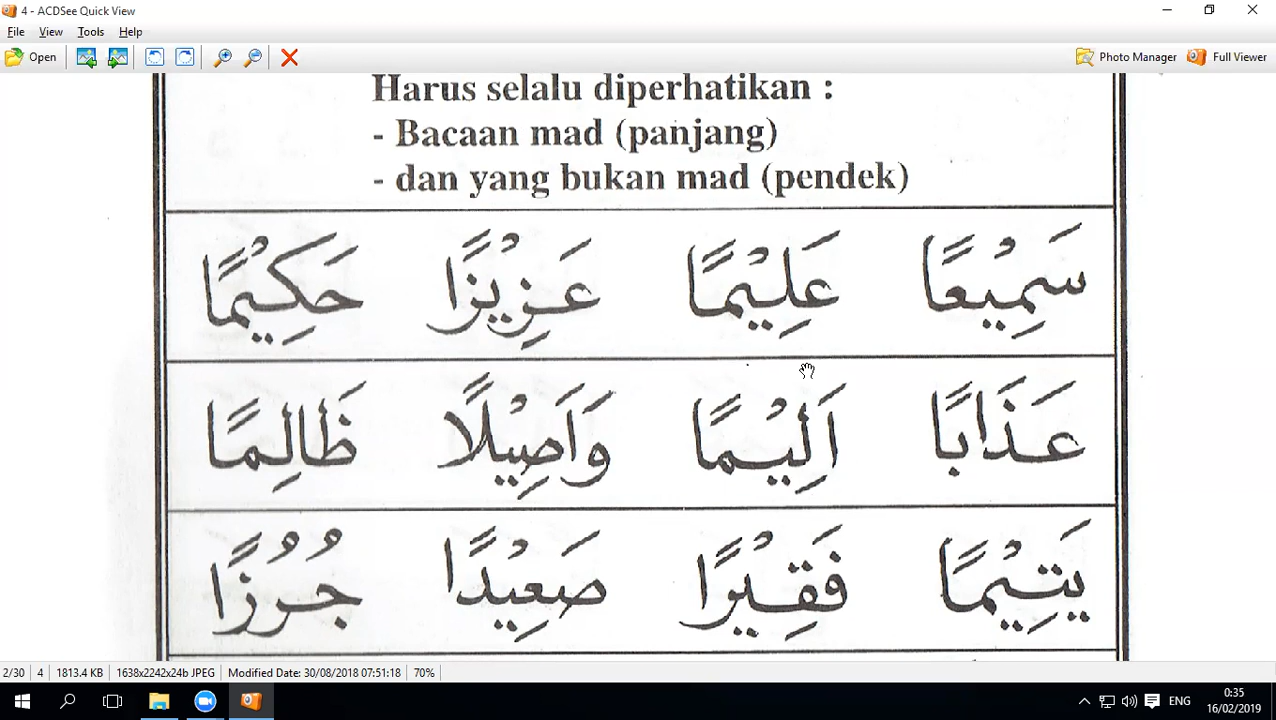 4 - ACDSee Quick View
File View Tools Help
Open Photo Manager Full Viewer
Harus selalu diperhatikan :
- Bacaan mad (panjang)
- dan yang bukan mad (pendek)
سَمِيْعًا عَلِيْمًا عَزِيْزًا حَكِيْمًا
عَذَابًا اَلِيْمًا وَاَصِيْلًا ظَالِمًا
يَتِيْمًا فَقِيْرًا صَعِيْدًا جُرُزًا
2/30 4 1813.4 KB 1638x2242x24b JPEG Modified Date: 30/08/2018 07:51:18 70%
ENG 0:35
16/02/2019